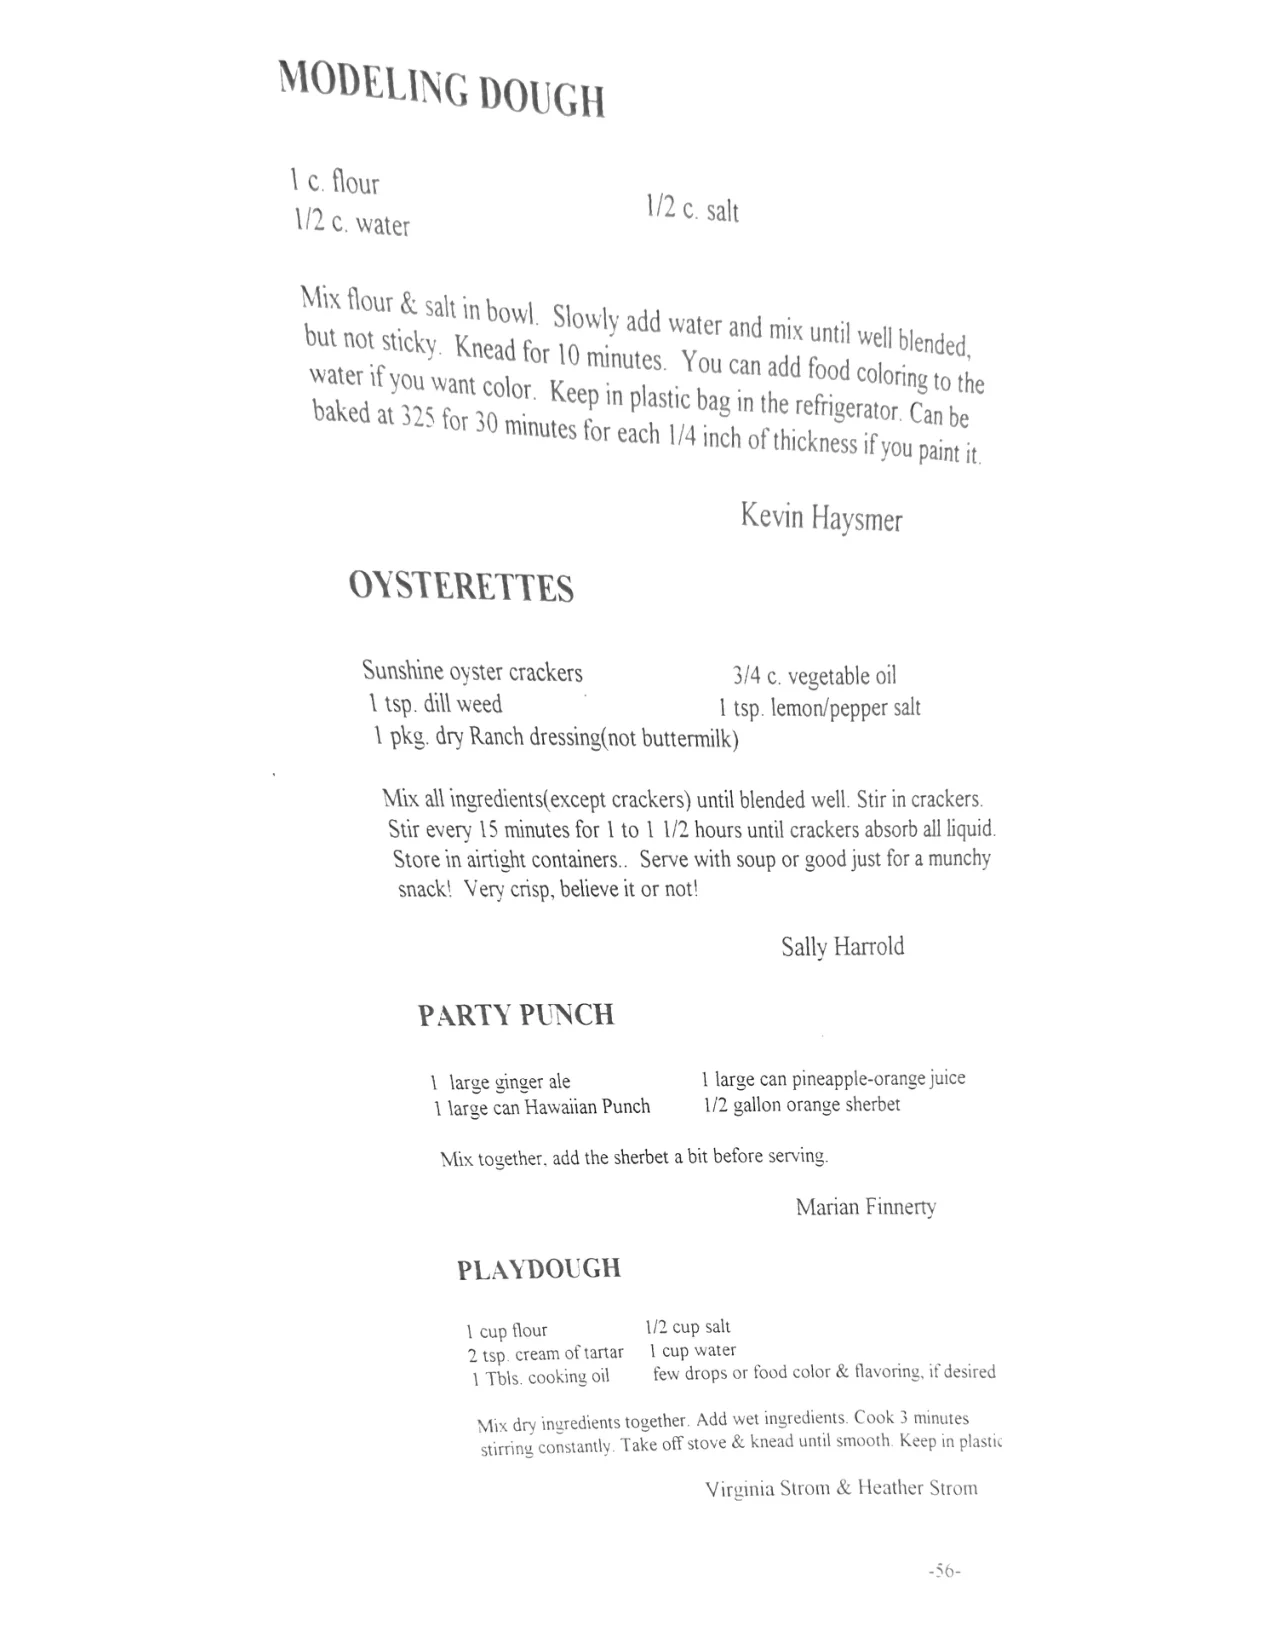 MODELING DOUGH
1 c. flour
1/2 c. salt
1/2 c. water
Mix flour & salt in bowl. Slowly add water and mix until well blended,
but not sticky. Knead for 10 minutes. You can add food coloring to the
water if you want color. Keep in plastic bag in the refrigerator. Can be
baked at 325 for 30 minutes for each 1/4 inch of thickness if you paint it.
Kevin Haysmer
OYSTERETTES
Sunshine oyster crackers 3/4 c. vegetable oil
1 tsp. dill weed 1 tsp. lemon/pepper salt
1 pkg. dry Ranch dressing(not buttermilk)
Mix all ingredients(except crackers) until blended well. Stir in crackers.
Stir every 15 minutes for 1 to 1 1/2 hours until crackers absorb all liquid.
Store in airtight containers.. Serve with soup or good just for a munchy
snack! Very crisp, believe it or not!
Sally Harrold
PARTY PUNCH
1 large ginger ale 1 large can pineapple-orange juice
1 large can Hawaiian Punch 1/2 gallon orange sherbet
Mix together, add the sherbet a bit before serving.
Marian Finnerty
PLAYDOUGH
1 cup flour 1/2 cup salt
2 tsp. cream of tartar 1 cup water
1 Tbls. cooking oil few drops or food color & flavoring, if desired
Mix dry ingredients together. Add wet ingredients. Cook 3 minutes
stirring constantly. Take off stove & knead until smooth. Keep in plastic
Virginia Strom & Heather Strom
-56-